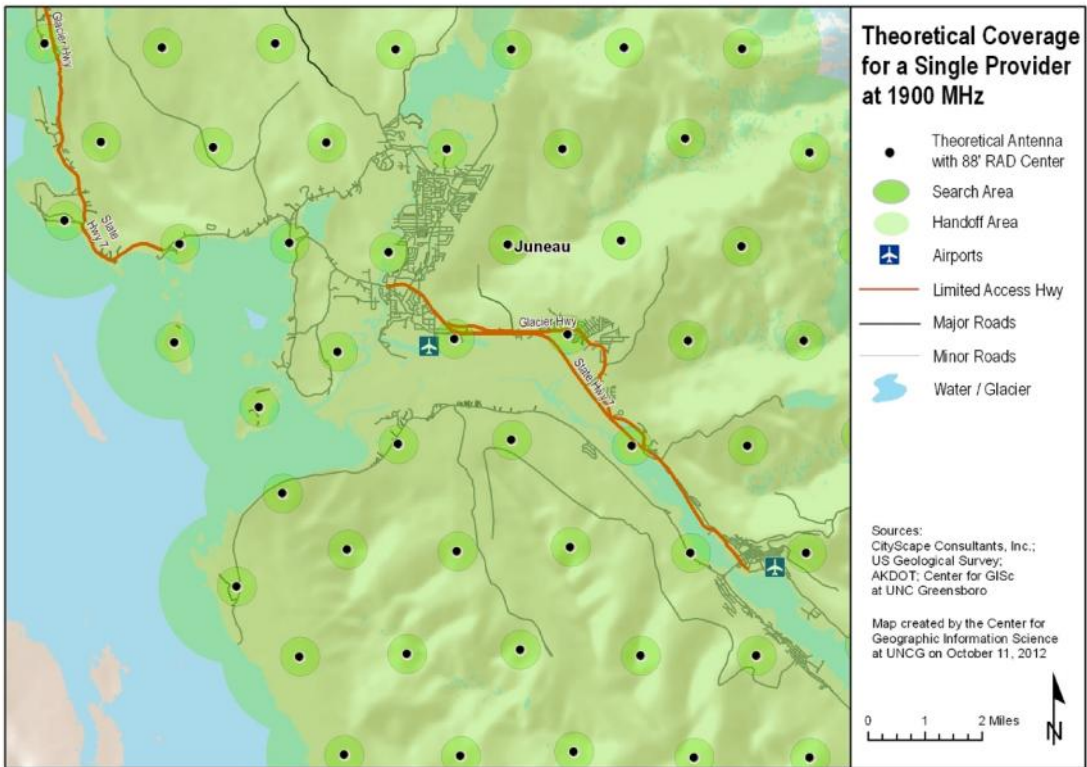 Glacier Hwy
State
Hwy 7
Juneau
Glacier Hwy
State Hwy 7
Theoretical Coverage
for a Single Provider
at 1900 MHz
Theoretical Antenna
with 88' RAD Center
Search Area
Handoff Area
Airports
Limited Access Hwy
Major Roads
Minor Roads
Water / Glacier
Sources:
CityScape Consultants, Inc.;
US Geological Survey;
AKDOT; Center for GISc
at UNC Greensboro
Map created by the Center for
Geographic Information Science
at UNCG on October 11, 2012
0 1 2 Miles
N